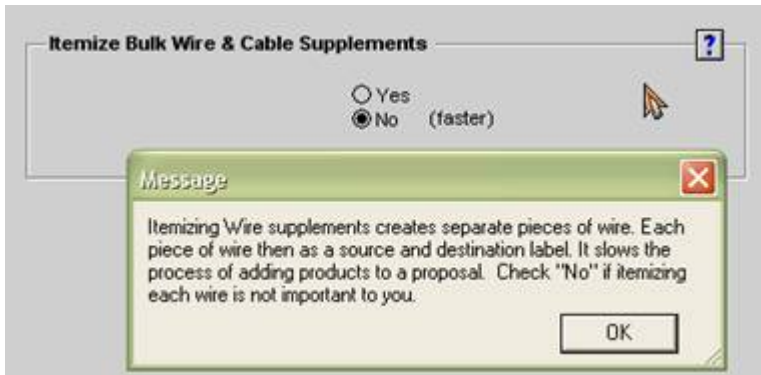 Itemize Bulk Wire & Cable Supplements
?
Yes
No (faster)
Message
Itemizing Wire supplements creates separate pieces of wire. Each
piece of wire then as a source and destination label. It slows the
process of adding products to a proposal. Check "No" if itemizing
each wire is not important to you.
OK